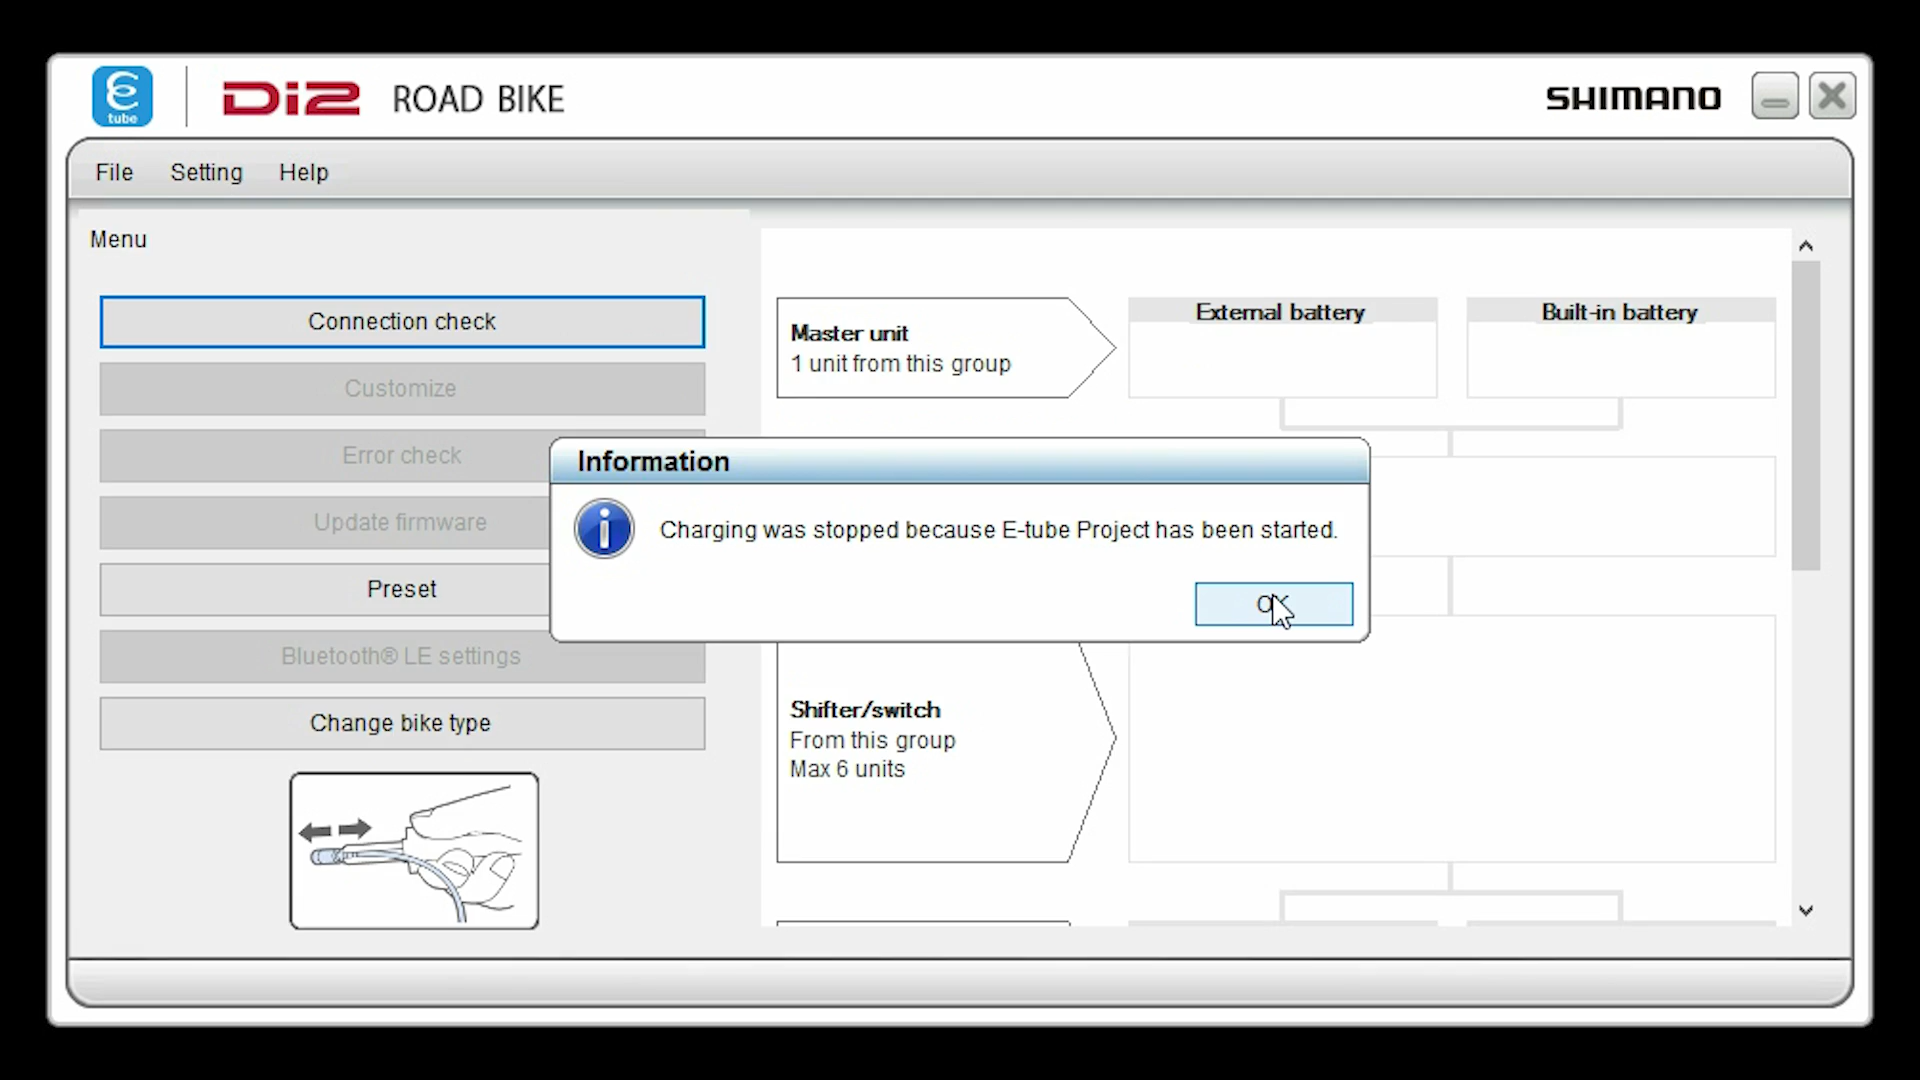 e
tube
Di2 ROAD BIKE
SHIMANO
File Setting Help
Menu
Connection check
Customize
Error check
Update firmware
Preset
Bluetooth® LE settings
Change bike type
Master unit
1 unit from this group
External battery
Built-in battery
Information
Charging was stopped because E-tube Project has been started.
OK
Shifter/switch
From this group
Max 6 units